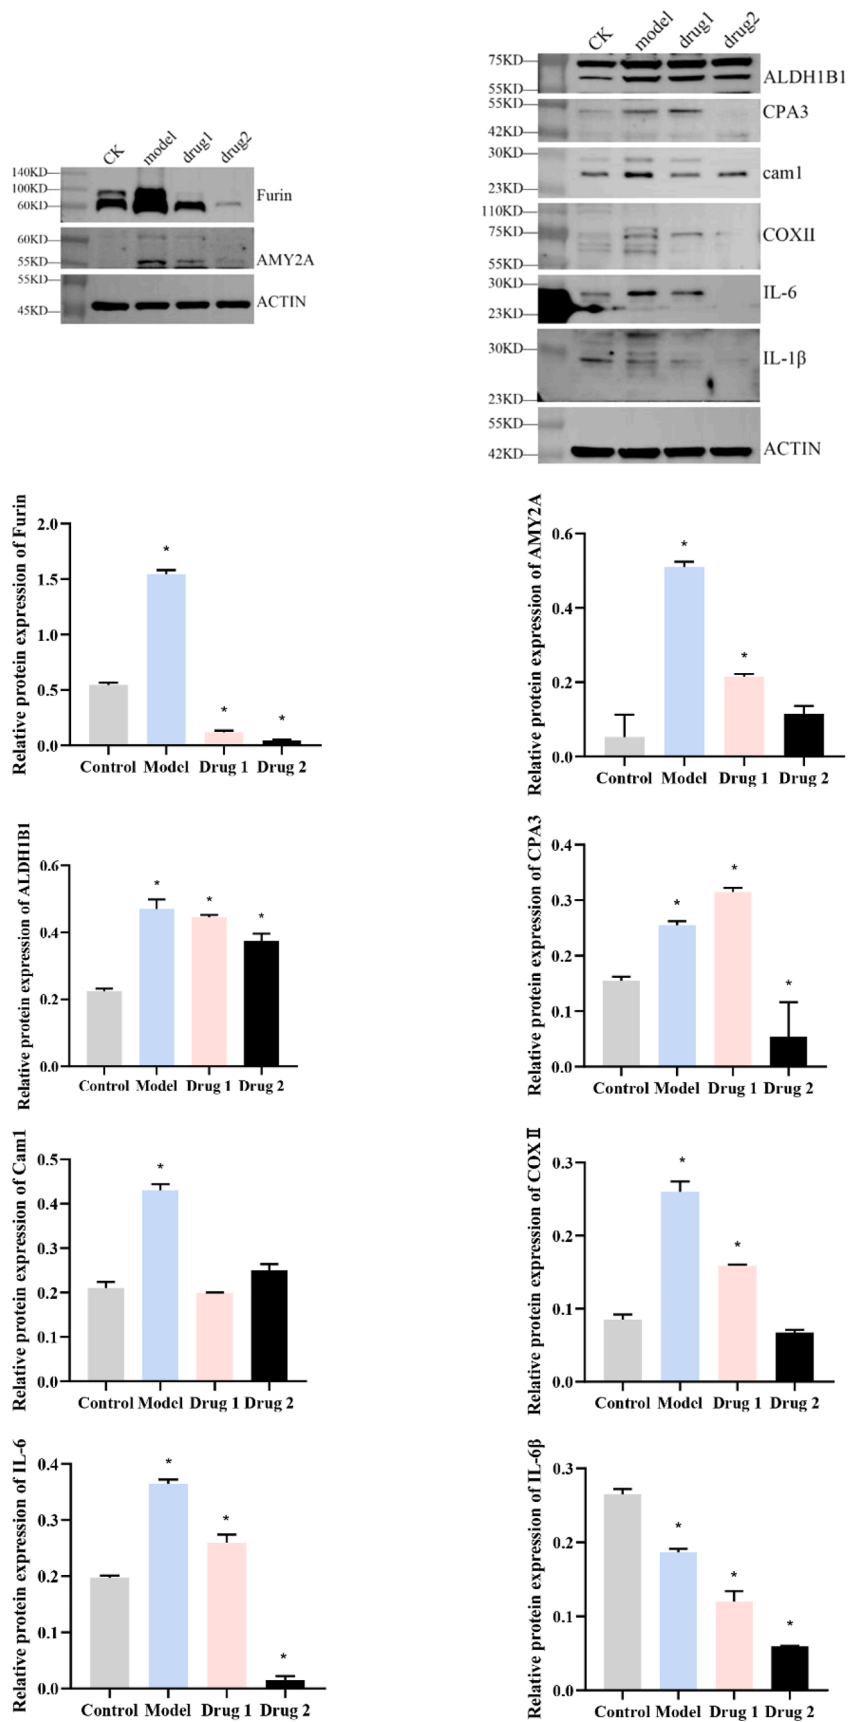 CK model drug1 drug2
140KD
100KD
60KD
Furin
60KD
55KD
AMY2A
55KD
45KD
ACTIN
CK model drug1 drug2
75KD
55KD
ALDH1B1
55KD
42KD
CPA3
30KD
23KD
cam1
110KD
75KD
55KD
COXII
30KD
23KD
IL-6
30KD
23KD
IL-1β
55KD
42KD
ACTIN
Relative protein expression of Furin
2.0
1.5
1.0
0.5
0.0
* * *
Control Model Drug 1 Drug 2
Relative protein expression of AMY2A
0.6
0.4
0.2
0.0
* *
Control Model Drug 1 Drug 2
Relative protein expression of ALDH1B1
0.6
0.4
0.2
0.0
* * *
Control Model Drug 1 Drug 2
Relative protein expression of CPA3
0.4
0.3
0.2
0.1
0.0
* * *
Control Model Drug 1 Drug 2
Relative protein expression of Cam1
0.5
0.4
0.3
0.2
0.1
0.0
*
Control Model Drug 1 Drug 2
Relative protein expression of COXⅡ
0.3
0.2
0.1
0.0
* *
Control Model Drug 1 Drug 2
Relative protein expression of IL-6
0.4
0.3
0.2
0.1
0.0
* * *
Control Model Drug 1 Drug 2
Relative protein expression of IL-6β
0.3
0.2
0.1
0.0
* * *
Control Model Drug 1 Drug 2